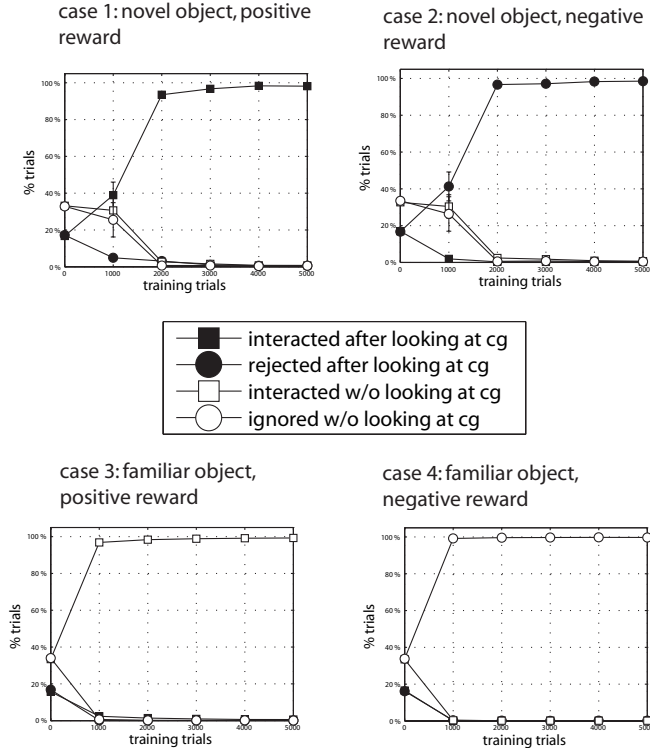 case 1: novel object, positive
reward
100 %
80 %
60 %
40 %
20 %
0 %
% trials
0 1000 2000 3000 4000 5000
training trials
case 2: novel object, negative
reward
100 %
80 %
60 %
40 %
20 %
0 %
% trials
0 1000 2000 3000 4000 5000
training trials
interacted after looking at cg
rejected after looking at cg
interacted w/o looking at cg
ignored w/o looking at cg
case 3: familiar object,
positive reward
100 %
80 %
60 %
40 %
20 %
0 %
% trials
0 1000 2000 3000 4000 5000
training trials
case 4: familiar object,
negative reward
100 %
80 %
60 %
40 %
20 %
0 %
% trials
0 1000 2000 3000 4000 5000
training trials